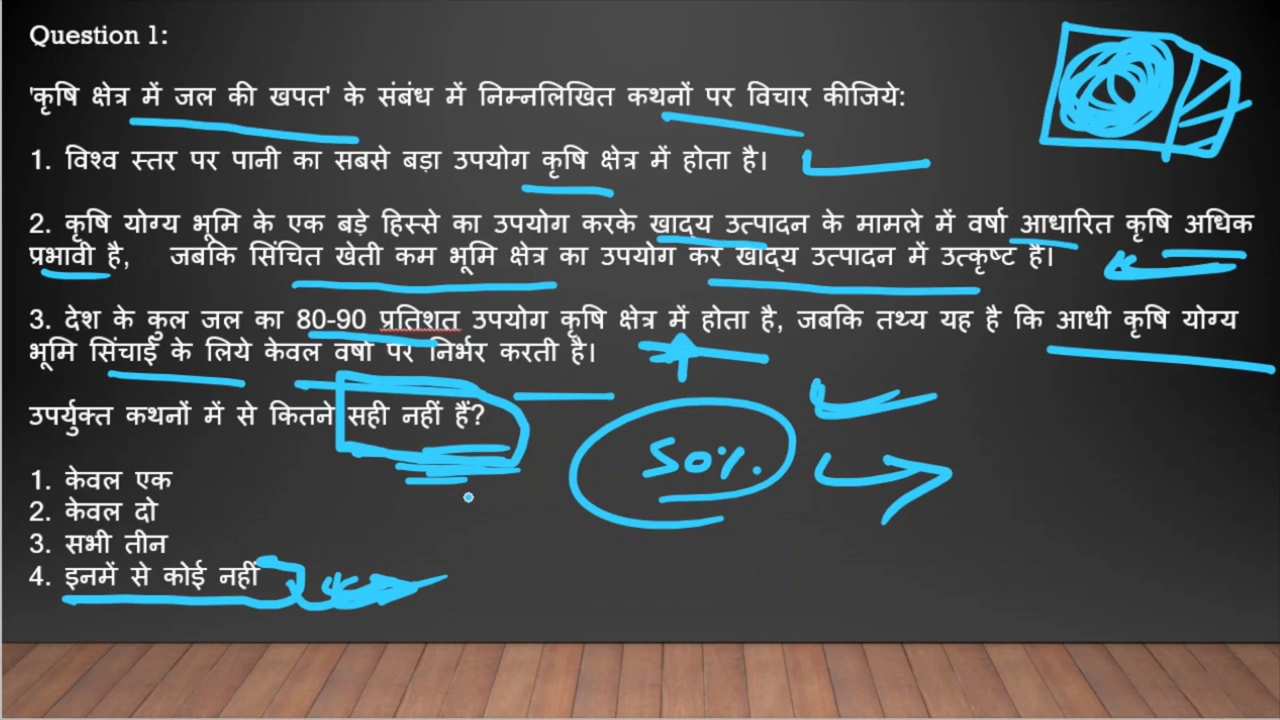 Question 1:
'कृषि क्षेत्र में जल की खपत' के संबंध में निम्नलिखित कथनों पर विचार कीजिये:
1. विश्व स्तर पर पानी का सबसे बड़ा उपयोग कृषि क्षेत्र में होता है।
2. कृषि योग्य भूमि के एक बड़े हिस्से का उपयोग करके खाद्य उत्पादन के मामले में वर्षा आधारित कृषि अधिक
प्रभावी है, जबकि सिंचित खेती कम भूमि क्षेत्र का उपयोग कर खाद्य उत्पादन में उत्कृष्ट है।
3. देश के कुल जल का 80-90 प्रतिशत उपयोग कृषि क्षेत्र में होता है, जबकि तथ्य यह है कि आधी कृषि योग्य
भूमि सिंचाई के लिये केवल वर्षा पर निर्भर करती है।
उपर्युक्त कथनों में से कितने सही नहीं हैं?
50%.
1. केवल एक
2. केवल दो
3. सभी तीन
4. इनमें से कोई नहीं